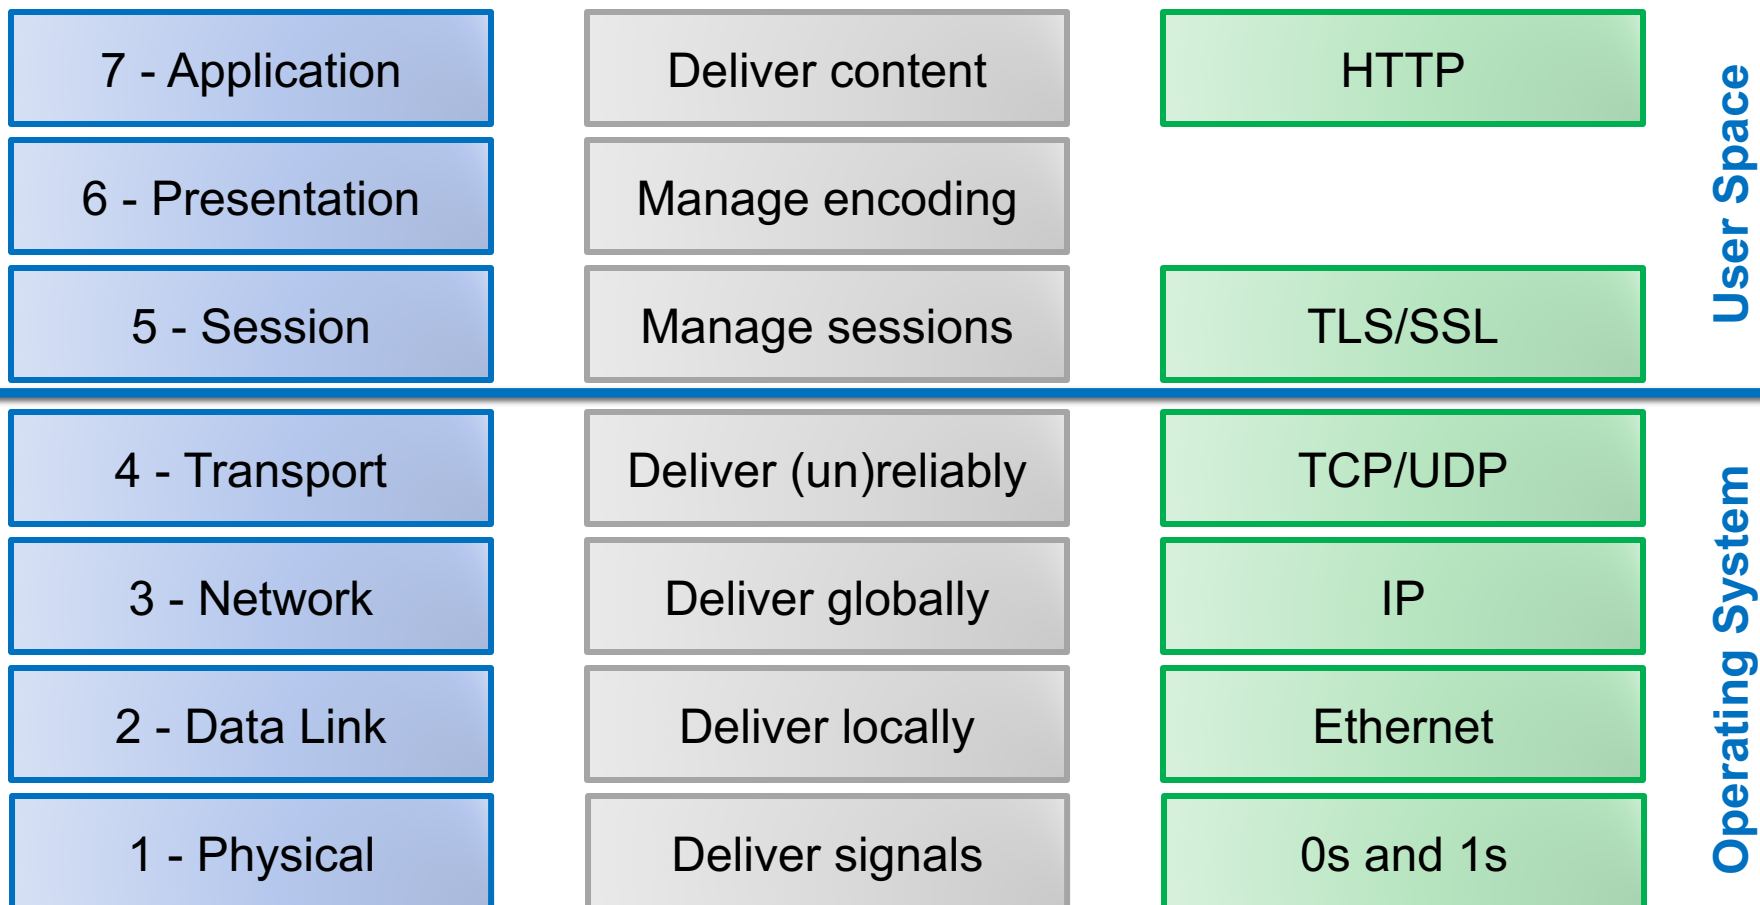 7 - Application
Deliver content
HTTP
6 - Presentation
Manage encoding
5 - Session
Manage sessions
TLS/SSL
User Space
4 - Transport
Deliver (un)reliably
TCP/UDP
3 - Network
Deliver globally
IP
2 - Data Link
Deliver locally
Ethernet
1 - Physical
Deliver signals
0s and 1s
Operating System